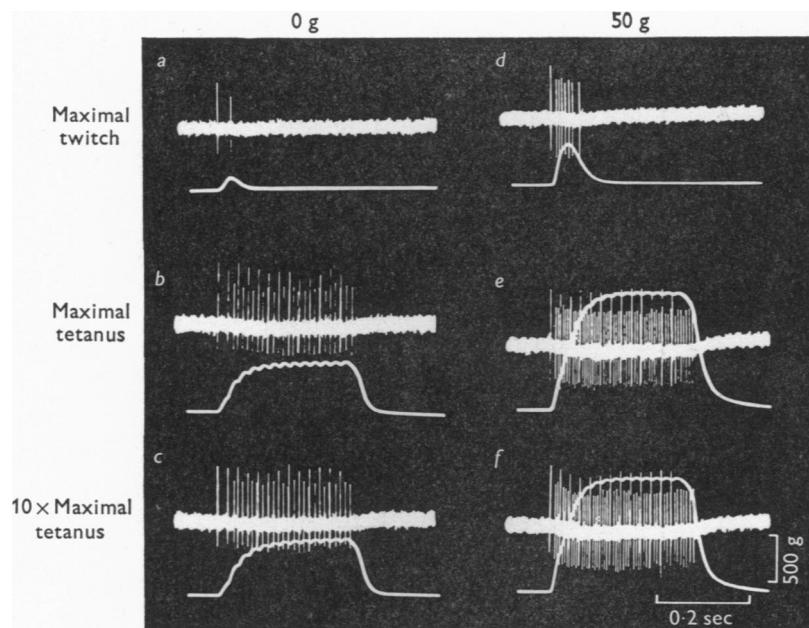 0 g
50 g
a
d
Maximal
twitch
b
e
Maximal
tetanus
c
f
10 × Maximal
tetanus
500 g
0·2 sec